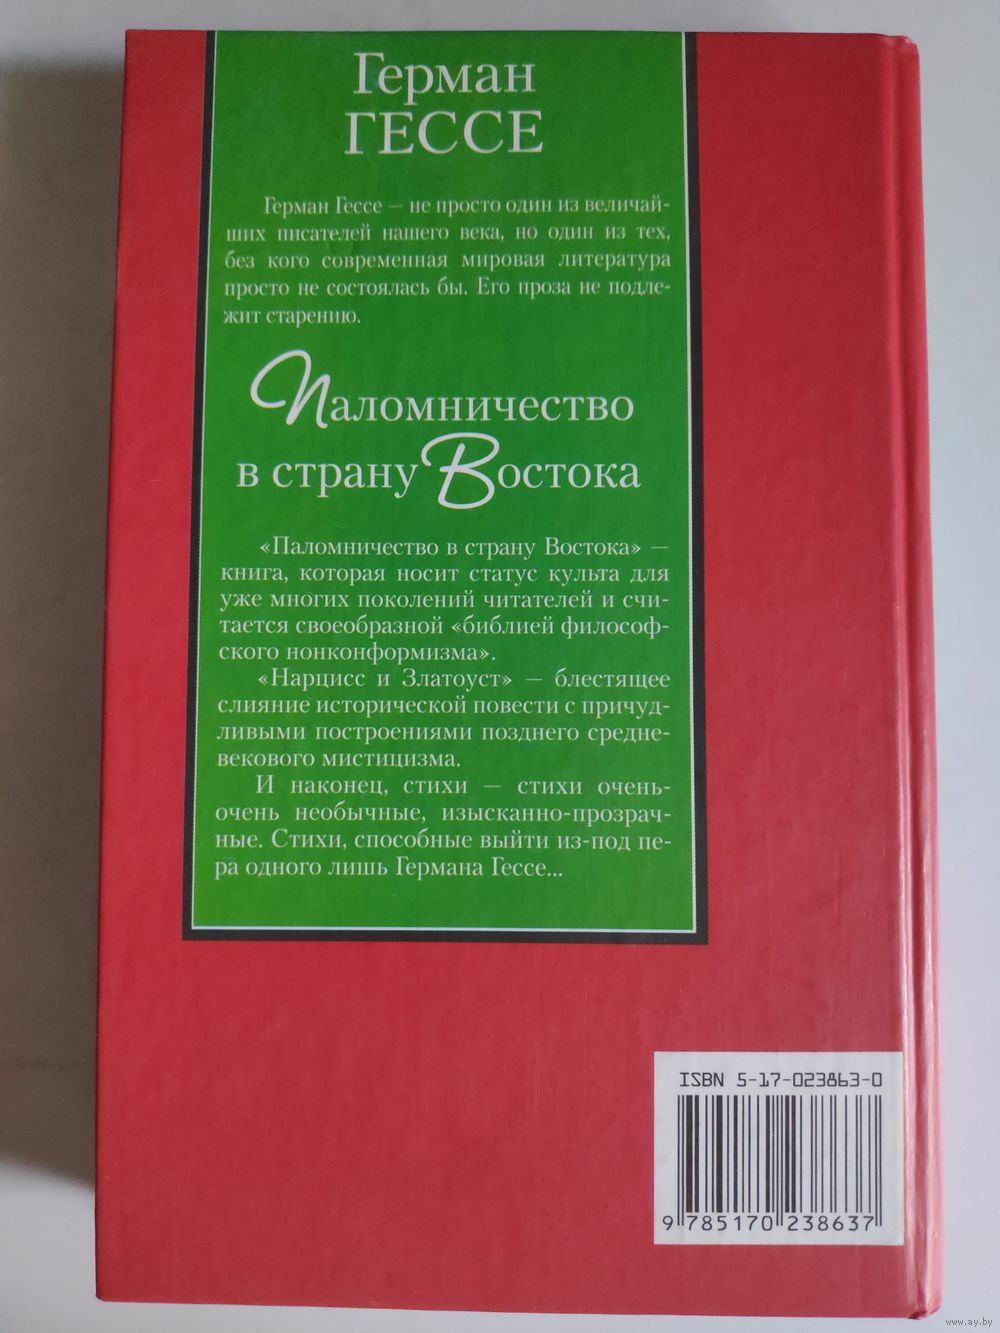 Герман
ГЕССЕ
Герман Гессе — не просто один из величай-
ших писателей нашего века, но один из тех,
без кого современная мировая литература
просто не состоялась бы. Его проза не подле-
жит старению.
Паломничество
в страну Востока
«Паломничество в страну Востока» —
книга, которая носит статус культа для
уже многих поколений читателей и счи-
тается своеобразной «библией философ-
ского нонконформизма».
«Нарцисс и Златоуст» — блестящее
слияние исторической повести с причуд-
ливыми построениями позднего средне-
векового мистицизма.
И наконец, стихи — стихи очень-
очень необычные, изысканно-прозрач-
ные. Стихи, способные выйти из-под пе-
ра одного лишь Германа Гессе...
ISBN 5-17-023863-0
9 785170 238637
www.ay.by